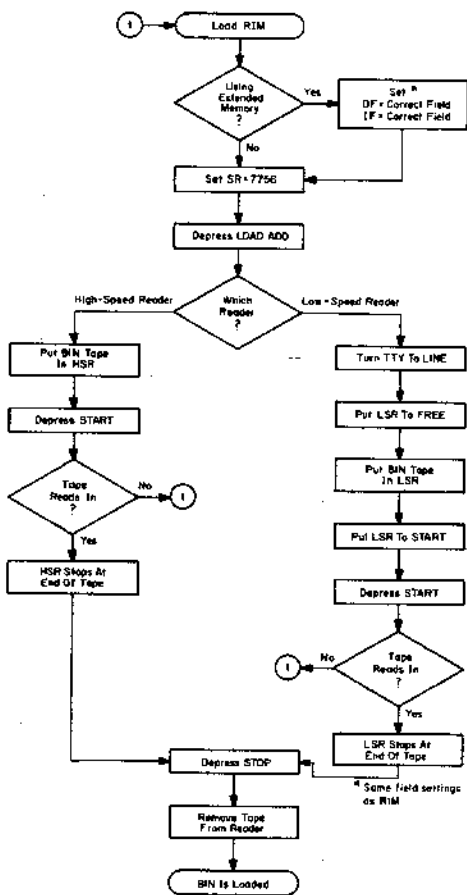 1
Load RIM
Using
Extended
Memory
?
Yes
Set *
DF= Correct Field
IF= Correct Field
No
Set SR=7756
Depress LOAD ADD
High-Speed Reader
Which
Reader
?
Low-Speed Reader
Put BIN Tape
In HSR
Turn TTY To LINE
Depress START
Put LSR To FREE
Tape
Reads In
?
No
1
Put BIN Tape
In LSR
Yes
Put LSR To START
HSR Stops At
End Of Tape
Depress START
1
No
Tape
Reads In
?
Yes
LSR Stops At
End Of Tape
Depress STOP
* Same field settings
as RIM
Remove Tape
From Reader
BIN Is Loaded